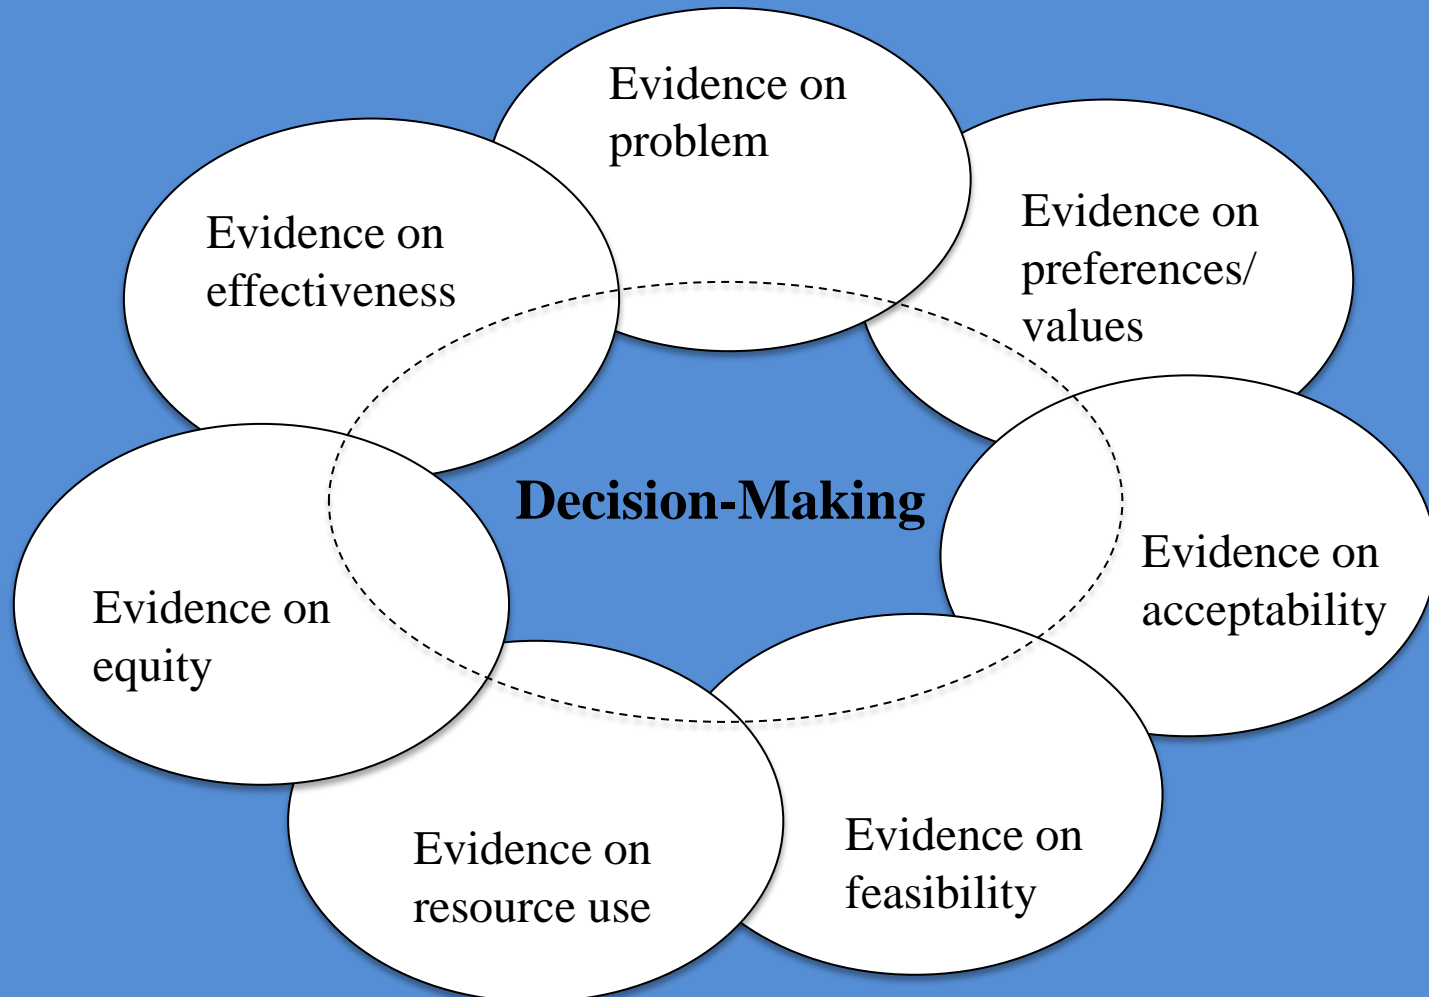 Evidence on
problem
Evidence on
effectiveness
Evidence on
preferences/
values
Decision-Making
Evidence on
acceptability
Evidence on
equity
Evidence on
resource use
Evidence on
feasibility